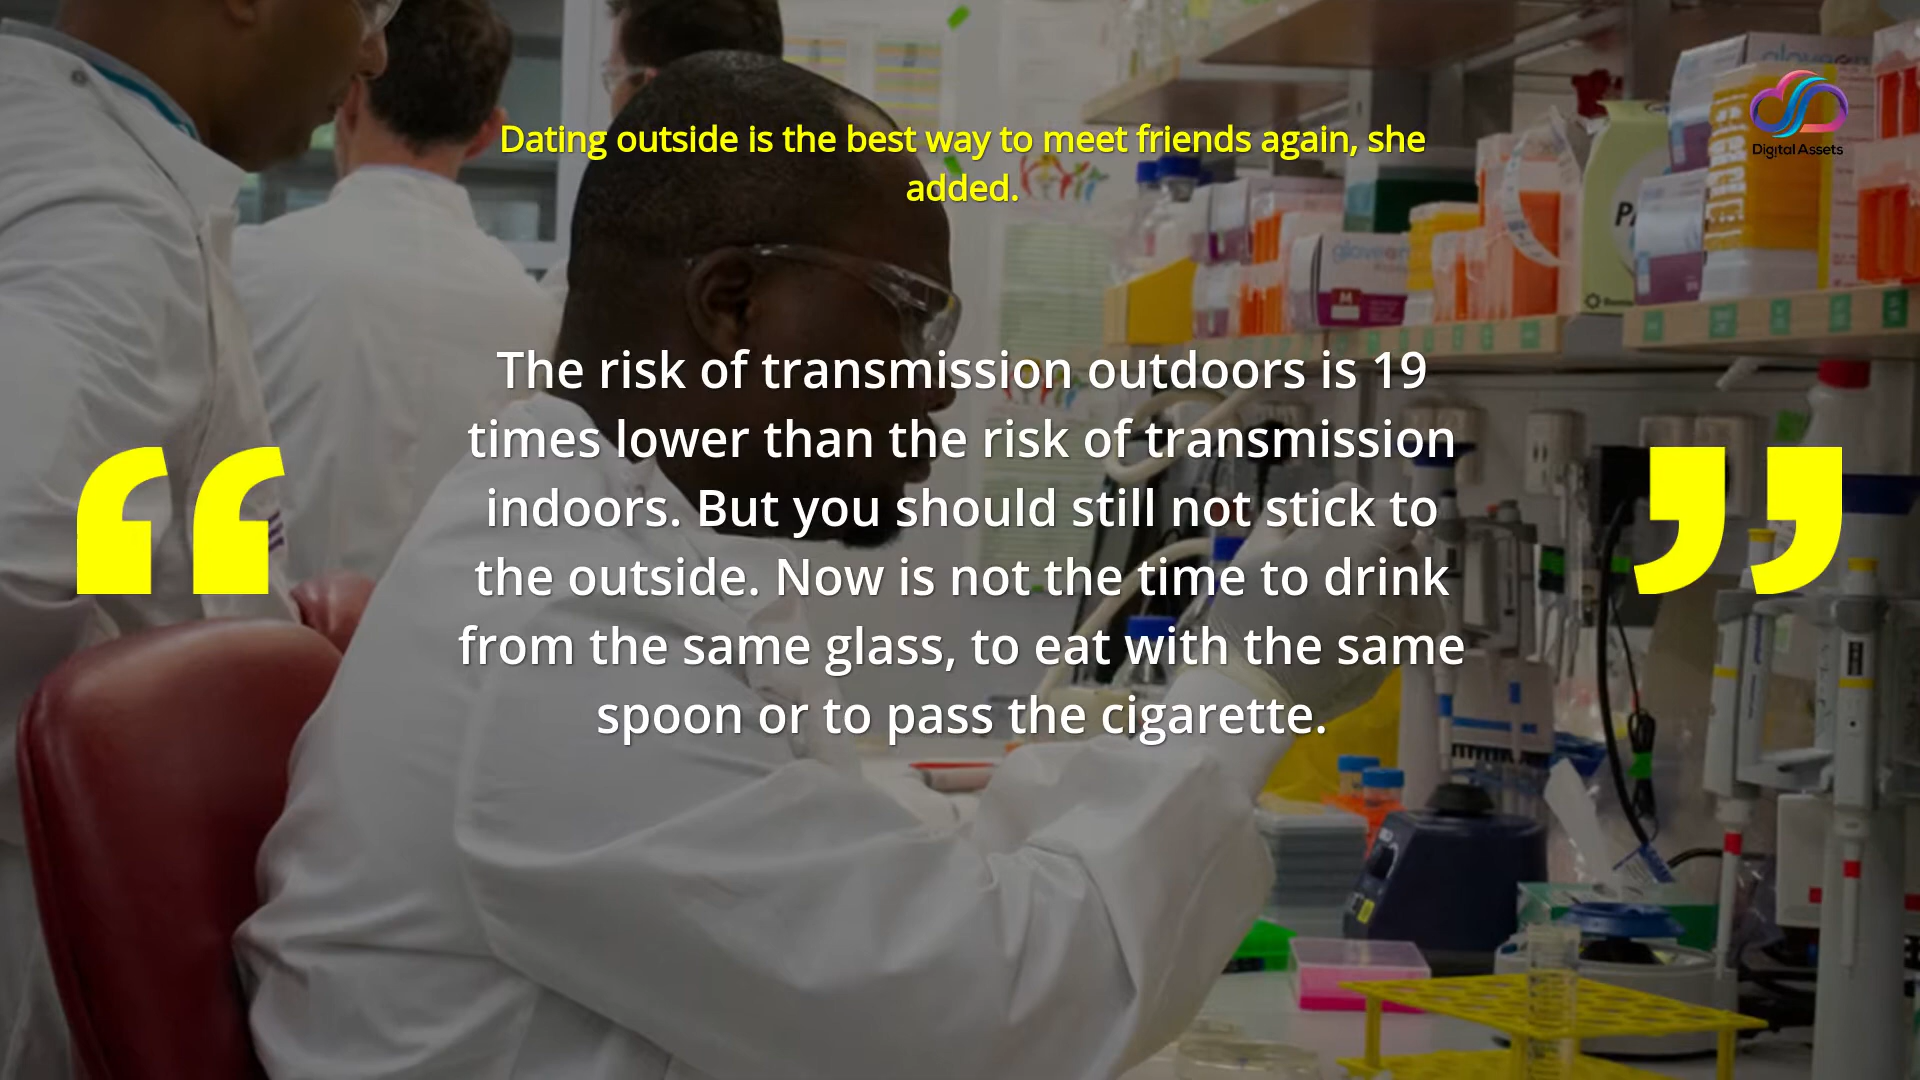 Dating outside is the best way to meet friends again, she
added.
Digital Assets
The risk of transmission outdoors is 19
times lower than the risk of transmission
indoors. But you should still not stick to
the outside. Now is not the time to drink
from the same glass, to eat with the same
spoon or to pass the cigarette.
“ ”
gloveon
gloveon
M